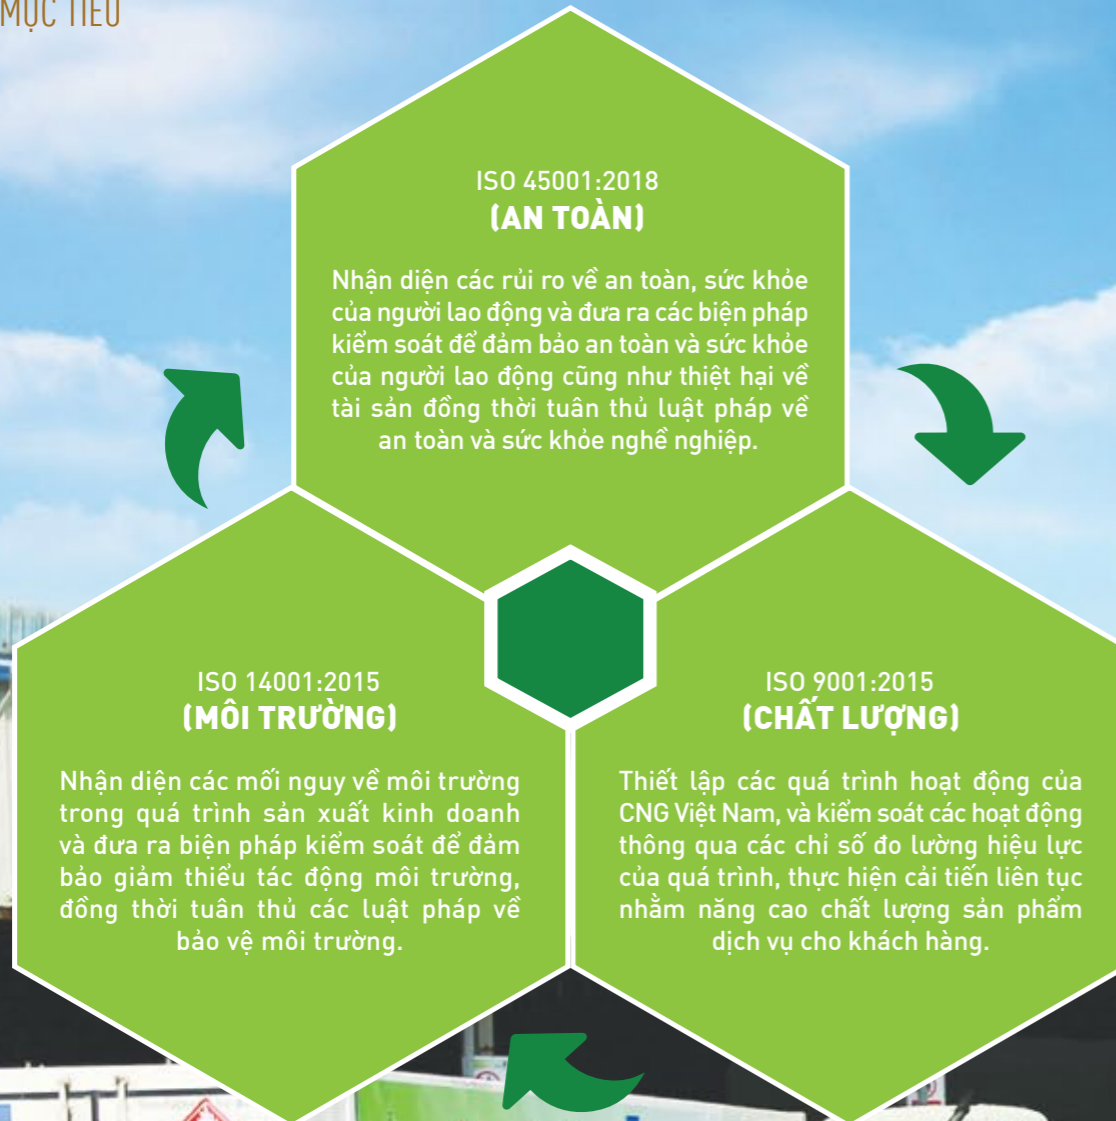 MỤC TIÊU
ISO 45001:2018
(AN TOÀN)
Nhận diện các rủi ro về an toàn, sức khỏe
của người lao động và đưa ra các biện pháp
kiểm soát để đảm bảo an toàn và sức khỏe
của người lao động cũng như thiệt hại về
tài sản đồng thời tuân thủ luật pháp về
an toàn và sức khỏe nghề nghiệp.
ISO 14001:2015
(MÔI TRƯỜNG)
Nhận diện các mối nguy về môi trường
trong quá trình sản xuất kinh doanh
và đưa ra biện pháp kiểm soát để đảm
bảo giảm thiểu tác động môi trường,
đồng thời tuân thủ các luật pháp về
bảo vệ môi trường.
ISO 9001:2015
(CHẤT LƯỢNG)
Thiết lập các quá trình hoạt động của
CNG Việt Nam, và kiểm soát các hoạt động
thông qua các chỉ số đo lường hiệu lực
của quá trình, thực hiện cải tiến liên tục
nhằm năng cao chất lượng sản phẩm
dịch vụ cho khách hàng.